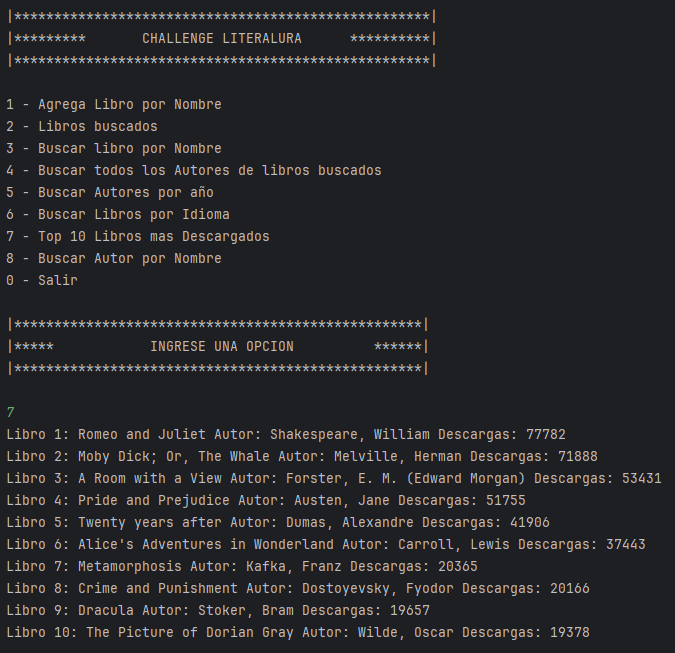 |****************************************************|
|*********       CHALLENGE LITERALURA      **********|
|****************************************************|
1 - Agrega Libro por Nombre
2 - Libros buscados
3 - Buscar libro por Nombre
4 - Buscar todos los Autores de libros buscados
5 - Buscar Autores por año
6 - Buscar Libros por Idioma
7 - Top 10 Libros mas Descargados
8 - Buscar Autor por Nombre
0 - Salir
|***************************************************|
|*****            INGRESE UNA OPCION          ******|
|***************************************************|
7
Libro 1: Romeo and Juliet Autor: Shakespeare, William Descargas: 77782
Libro 2: Moby Dick; Or, The Whale Autor: Melville, Herman Descargas: 71888
Libro 3: A Room with a View Autor: Forster, E. M. (Edward Morgan) Descargas: 53431
Libro 4: Pride and Prejudice Autor: Austen, Jane Descargas: 51755
Libro 5: Twenty years after Autor: Dumas, Alexandre Descargas: 41906
Libro 6: Alice's Adventures in Wonderland Autor: Carroll, Lewis Descargas: 37443
Libro 7: Metamorphosis Autor: Kafka, Franz Descargas: 20365
Libro 8: Crime and Punishment Autor: Dostoyevsky, Fyodor Descargas: 20166
Libro 9: Dracula Autor: Stoker, Bram Descargas: 19657
Libro 10: The Picture of Dorian Gray Autor: Wilde, Oscar Descargas: 19378